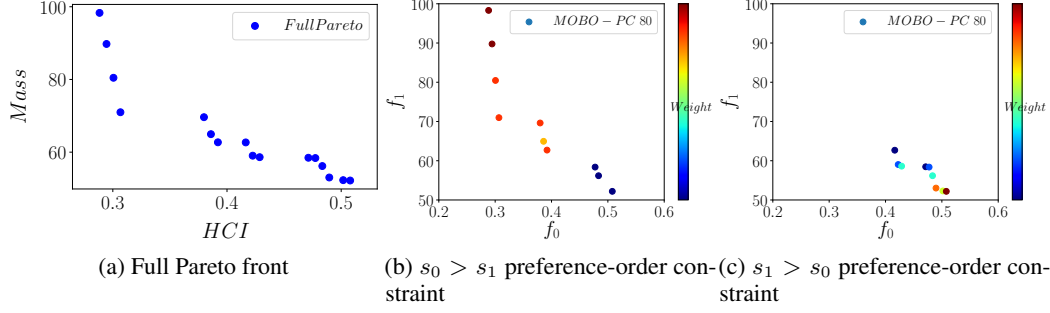 100
80
60
Mass
0.3
0.4
0.5
HCI
FullPareto
100
90
80
70
60
50
f₁
0.2
0.3
0.4
0.5
0.6
f₀
MOBO − PC 80
Weight
100
90
80
70
60
50
f₁
0.2
0.3
0.4
0.5
0.6
f₀
MOBO − PC 80
Weight
(a) Full Pareto front
(b) s₀ > s₁ preference-order con-
straint
(c) s₁ > s₀ preference-order con-
straint